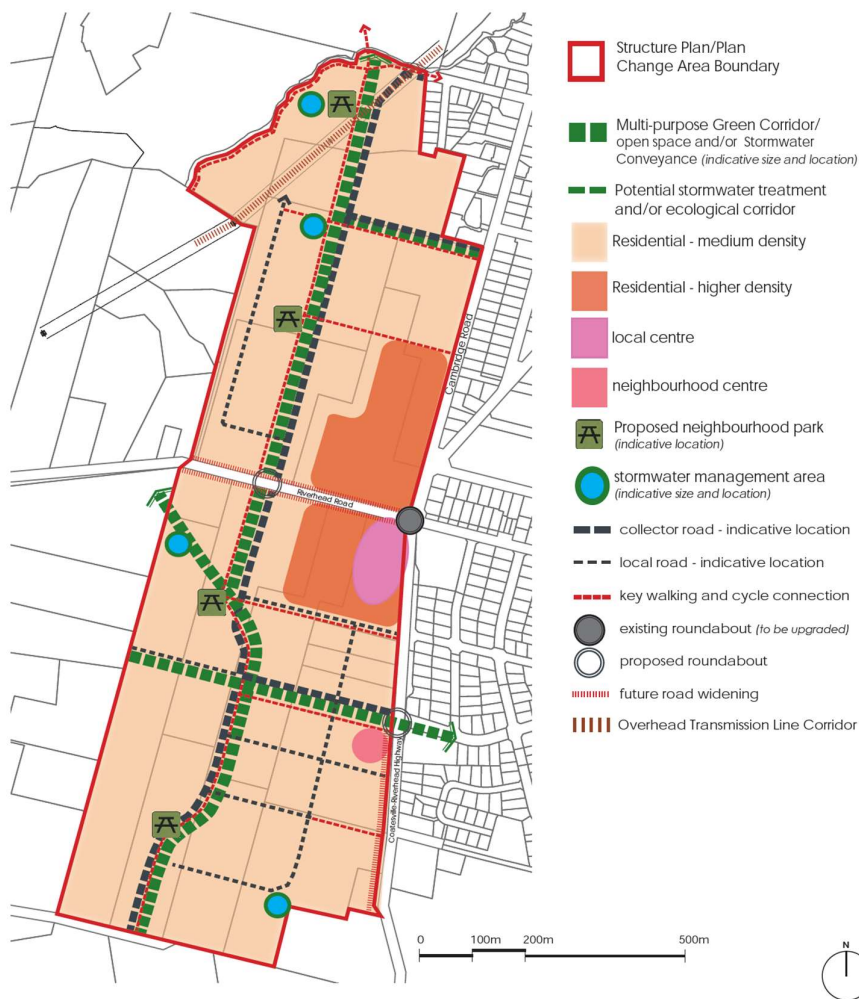 Structure Plan/Plan
Change Area Boundary
Multi-purpose Green Corridor/
open space and/or Stormwater
Conveyance (indicative size and location)
Potential stormwater treatment
and/or ecological corridor
Residential - medium density
Residential - higher density
local centre
neighbourhood centre
Proposed neighbourhood park
(indicative location)
stormwater management area
(indicative size and location)
collector road - indicative location
local road - indicative location
key walking and cycle connection
existing roundabout (to be upgraded)
proposed roundabout
future road widening
Overhead Transmission Line Corridor
Cambridge Road
Riverhead Road
Coatesville-Riverhead Highway
0 100m 200m 500m
N